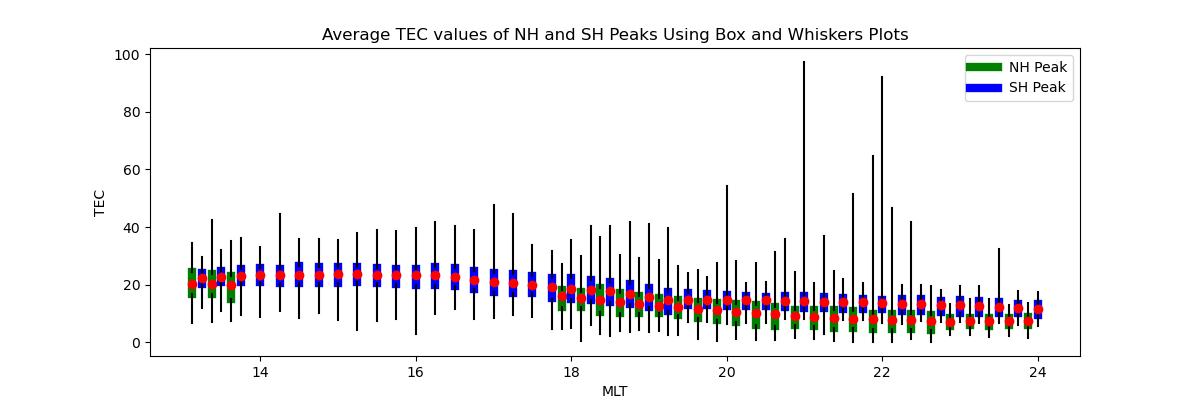 Average TEC values of NH and SH Peaks Using Box and Whiskers Plots
100
80
60
40
20
0
TEC
NH Peak
SH Peak
14
16
18
20
22
24
MLT